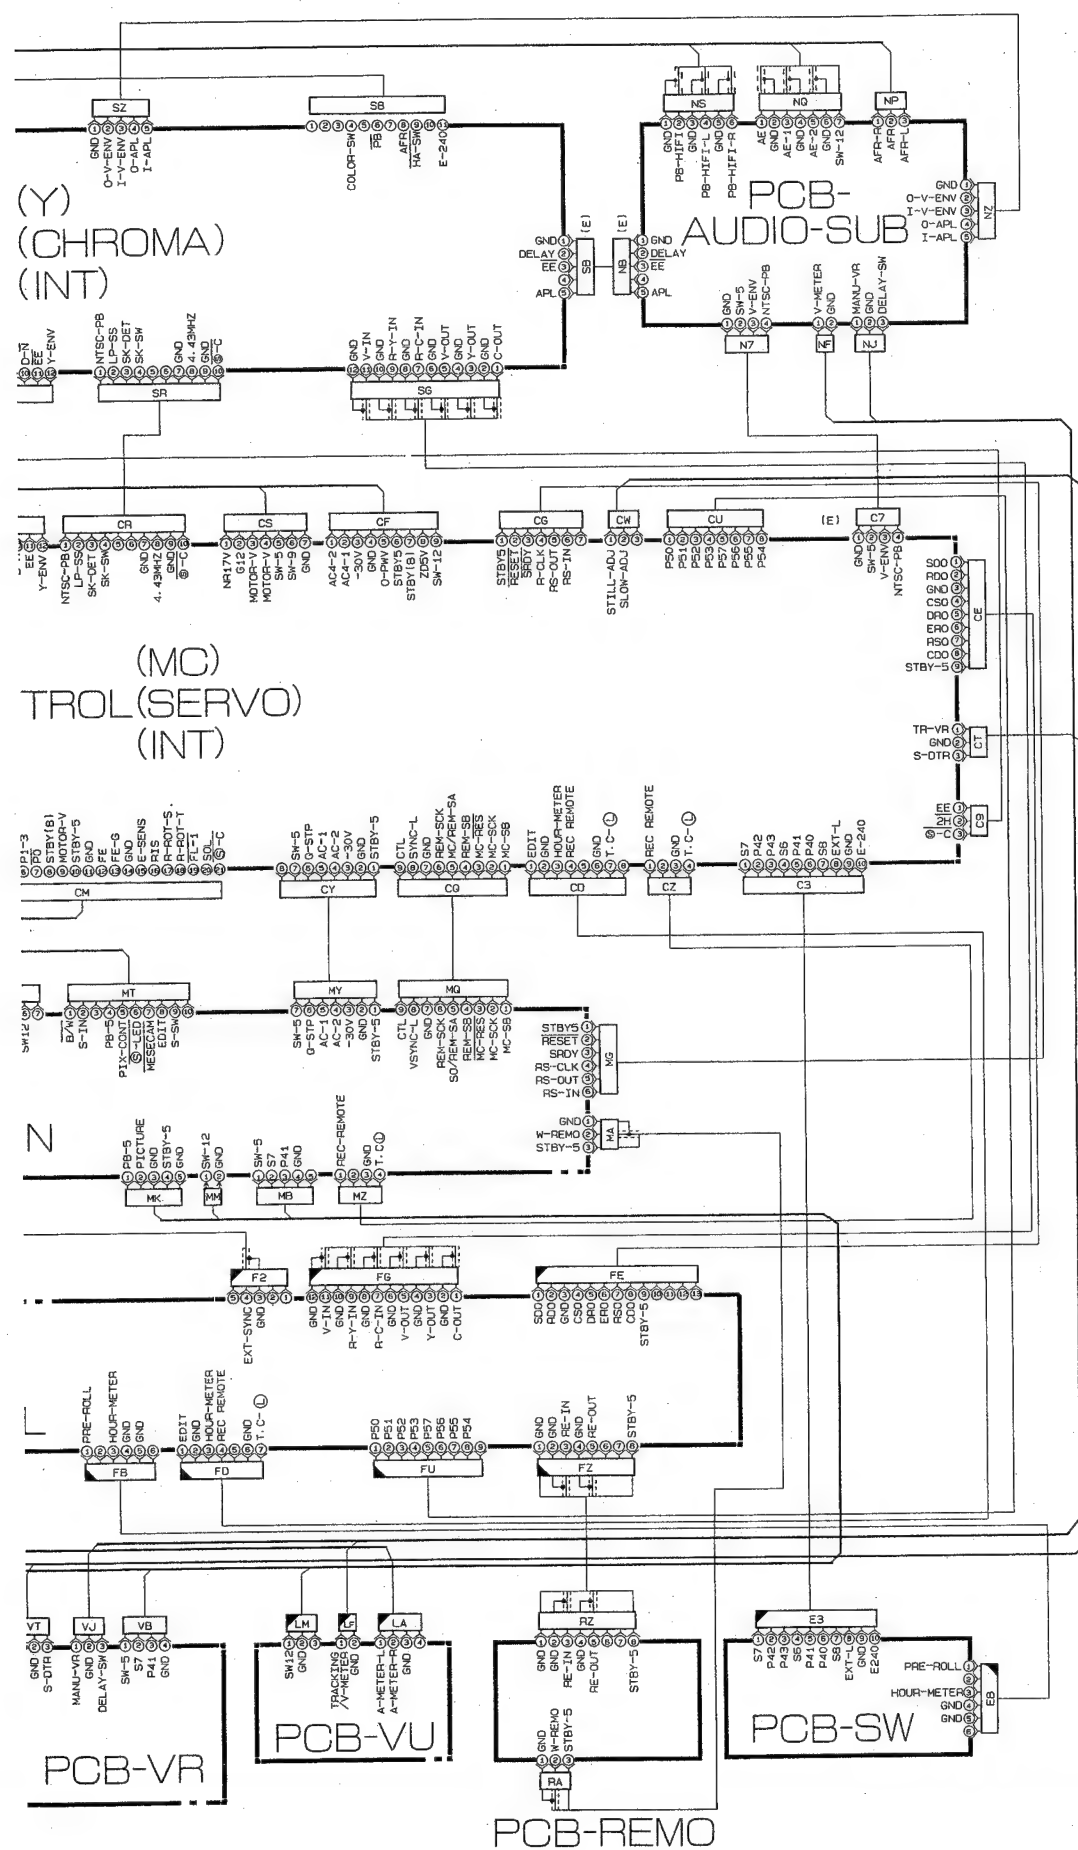 SZ
SB
NS
NQ
NP
GND
O-V-ENV
I-V-ENV
O-APL
I-APL
COLOR-SW
PB
AFR
HA-SW
E-240
GND
PB-HIFI
GND
PB-HIFI-L
GND
PB-HIFI-R
AE
GND
AE-1
GND
AE-2
GND
SW-12
AFR-R
AFR
AFR-L
(Y)
(CHROMA)
(INT)
PCB-
AUDIO-SUB
GND
O-V-ENV
I-V-ENV
O-APL
I-APL
NZ
GND
DELAY
EE
APL
SB
(E)
NB
(E)
GND
DELAY
EE
APL
GND
SW-5
V-ENV
NTSC-PB
V-METER
GND
MANU-VR
GND
DELAY-SW
N7
NF
NJ
EE
Y-ENV
NTSC-PB
LP-SS
SK-DET
SK-SW
GND
4.43MHZ
GND
Ⓢ-C
SR
GND
V-IN
GND
R-Y-IN
GND
R-C-IN
GND
V-OUT
GND
Y-OUT
GND
C-OUT
SG
CR
CS
CF
CG
CW
CU
(E)
C7
EE
Y-ENV
NTSC-PB
LP-SS
SK-DET
SK-SW
GND
4.43MHZ
GND
Ⓢ-C
NR17V
G12V
MOTOR-V
MOTOR-V
SW-5
SW-9
GND
AC4-2
AC4-1
-30V
GND
O-PWV
STBY5
STBY(B)
ZD5V
SW-12
STBY5
RESET
SRDY
R-CLK
RS-OUT
RS-IN
STILL-ADJ
SLOW-ADJ
P50
P51
P52
P53
P57
P56
P55
P54
GND
SW-5
V-ENV
NTSC-PB
SDO
RDO
GND
CSO
DRO
ERO
RSO
CDO
STBY-5
CE
(MC)
TROL(SERVO)
(INT)
TR-VR
GND
S-DTR
CT
EE
2H
Ⓢ-C
C9
P1-3
PO
STBY(B)
MOTOR-V
STBY-5
GND
FE
FE-G
GND
E-SENS
BIAS
R-ROT-S
R-ROT-T
FL-1
SOL
Ⓢ-C
CM
SW-5
Q-STP
AC-1
AC-2
-30V
GND
STBY-5
CY
CTL
SYNC-L
GND
REM-SCK
MC/REM-SA
REM-SB
MC-RES
MC-SCK
MC-SB
CQ
EDIT
GND
HOUR-METER
REC REMOTE
GND
T.C-Ⓛ
CD
REC REMOTE
GND
T.C-Ⓛ
CZ
S7
P42
P43
S6
P41
P40
S8
EXT-L
GND
E-240
C3
MT
MY
MQ
SW12
B/W
S-IN
PB-5
PIX-CONT
Ⓢ-LED
MESECAM
EDIT
S-SW
SW-5
Q-STP
AC-1
AC-2
-30V
GND
STBY-5
CTL
VSYNC-L
GND
REM-SCK
SO/REM-SA
REM-SB
MC-RES
MC-SCK
MC-SB
STBY5
RESET
SRDY
RS-CLK
RS-OUT
RS-IN
MG
GND
W-REMO
STBY-5
MA
N
PB-5
PICTURE
GND
STBY-5
GND
MK
SW-12
GND
MM
SW-5
S7
P41
GND
MB
REC-REMOTE
GND
T.CⓁ
MZ
F2
FG
FE
EXT-SYNC
GND
GND
V-IN
GND
R-Y-IN
GND
R-C-IN
GND
V-OUT
GND
Y-OUT
GND
C-OUT
SDO
RDO
GND
CSO
DRO
ERO
RSO
CDO
STBY-5
PRE-ROLL
HOUR-METER
GND
GND
FB
EDIT
GND
HOUR-METER
REC REMOTE
GND
T.C-Ⓛ
FD
P50
P51
P52
P53
P57
P56
P55
P54
FU
GND
GND
RE-IN
GND
RE-OUT
STBY-5
FZ
VT
VJ
VB
LM
LF
LA
RZ
E3
GND
S-DTR
MANU-VR
GND
DELAY-SW
SW-5
S7
P41
GND
SW12
GND
TRACKING
/V-METER
GND
A-METER-L
A-METER-R
GND
GND
GND
RE-IN
GND
RE-OUT
STBY-5
S7
P42
P43
S6
P41
P40
S8
EXT-L
GND
E240
PRE-ROLL
HOUR-METER
GND
GND
E8
PCB-VR
PCB-VU
PCB-SW
GND
W-REMO
STBY-5
RA
PCB-REMO